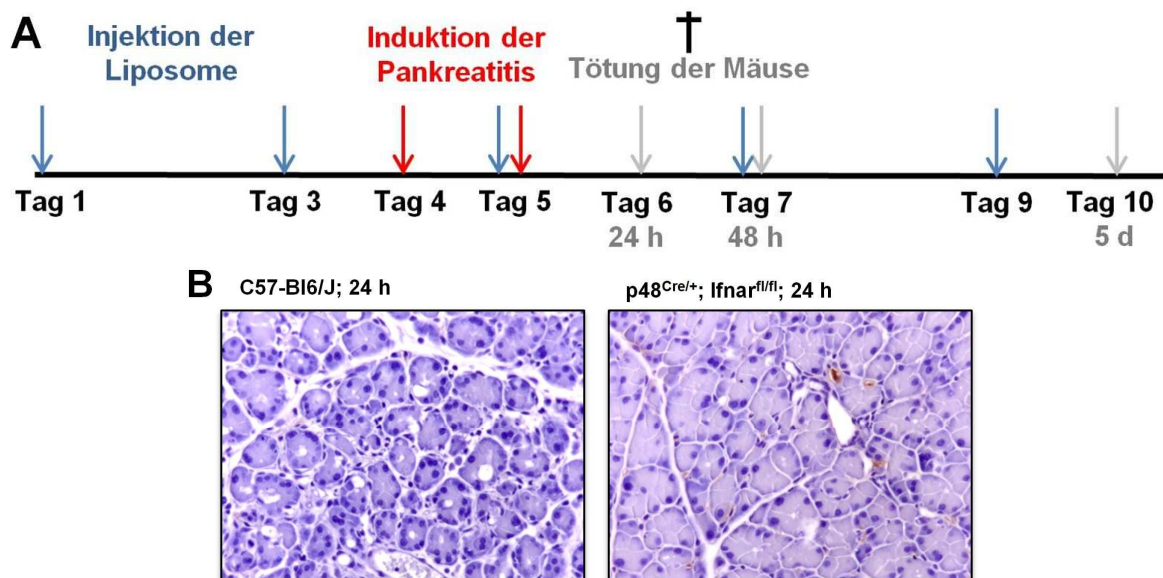 A
Injektion der
Liposome
Induktion der
Pankreatitis
†
Tötung der Mäuse
Tag 1
Tag 3
Tag 4
Tag 5
Tag 6
24 h
Tag 7
48 h
Tag 9
Tag 10
5 d
B
C57-Bl6/J; 24 h
p48Cre/+; Ifnarfl/fl; 24 h